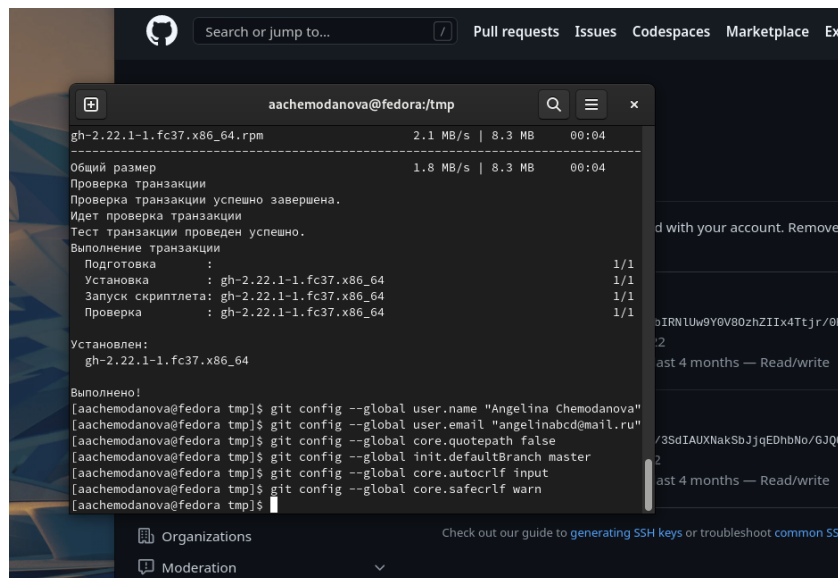 Search or jump to... / Pull requests Issues Codespaces Marketplace
aachemodanova@fedora:/tmp
gh-2.22.1-1.fc37.x86_64.rpm 2.1 MB/s | 8.3 MB 00:04
--------------------------------------------------------------------------------
Общий размер 1.8 MB/s | 8.3 MB 00:04
Проверка транзакции
Проверка транзакции успешно завершена.
Идет проверка транзакции
Тест транзакции проведен успешно.
Выполнение транзакции
Подготовка : 1/1
Установка : gh-2.22.1-1.fc37.x86_64 1/1
Запуск скриптлета: gh-2.22.1-1.fc37.x86_64 1/1
Проверка : gh-2.22.1-1.fc37.x86_64 1/1
Установлен:
gh-2.22.1-1.fc37.x86_64
Выполнено!
[aachemodanova@fedora tmp]$ git config --global user.name "Angelina Chemodanova"
[aachemodanova@fedora tmp]$ git config --global user.email "angelinabcd@mail.ru"
[aachemodanova@fedora tmp]$ git config --global core.quotepath false
[aachemodanova@fedora tmp]$ git config --global init.defaultBranch master
[aachemodanova@fedora tmp]$ git config --global core.autocrlf input
[aachemodanova@fedora tmp]$ git config --global core.safecrlf warn
[aachemodanova@fedora tmp]$
d with your account. Remove
last 4 months — Read/write
last 4 months — Read/write
Organizations
Check out our guide to generating SSH keys or troubleshoot common
Moderation